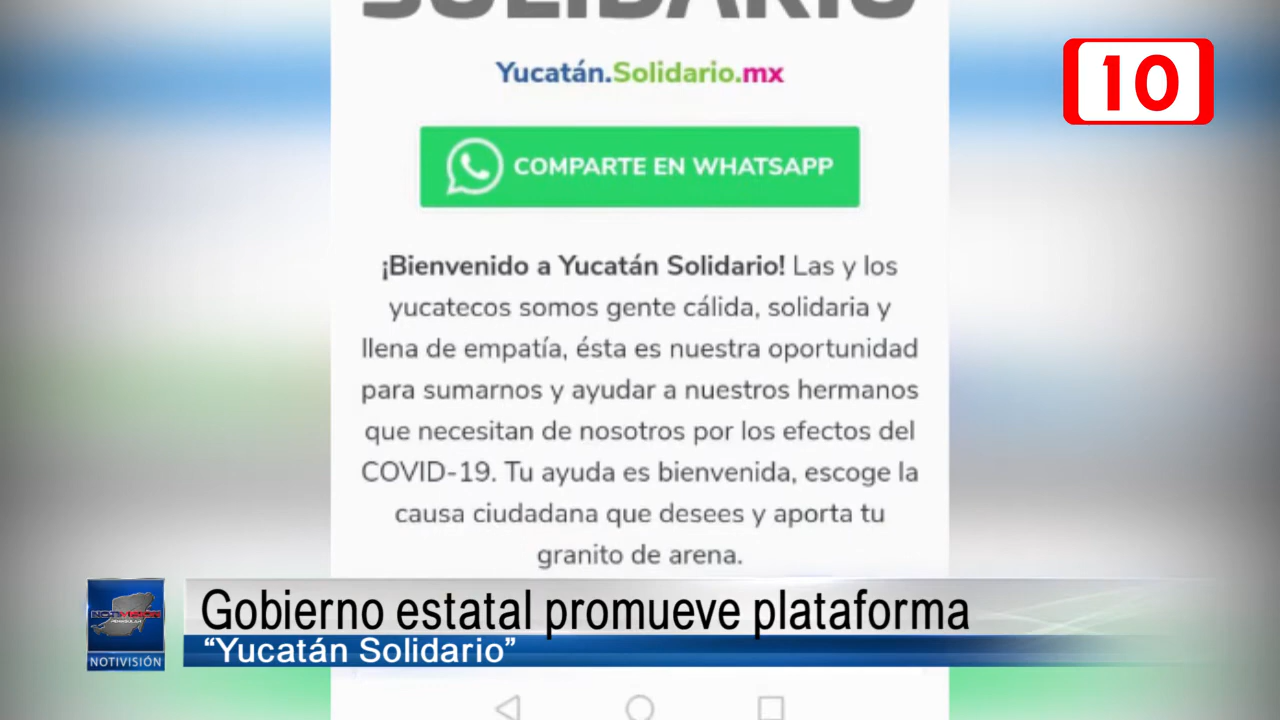 SOLIDARIO
Yucatán.Solidario.mx
10
COMPARTE EN WHATSAPP
¡Bienvenido a Yucatán Solidario! Las y los
yucatecos somos gente cálida, solidaria y
llena de empatía, ésta es nuestra oportunidad
para sumarnos y ayudar a nuestros hermanos
que necesitan de nosotros por los efectos del
COVID-19. Tu ayuda es bienvenida, escoge la
causa ciudadana que desees y aporta tu
granito de arena.
Gobierno estatal promueve plataforma
“Yucatán Solidario”
NOTIVISIÓN